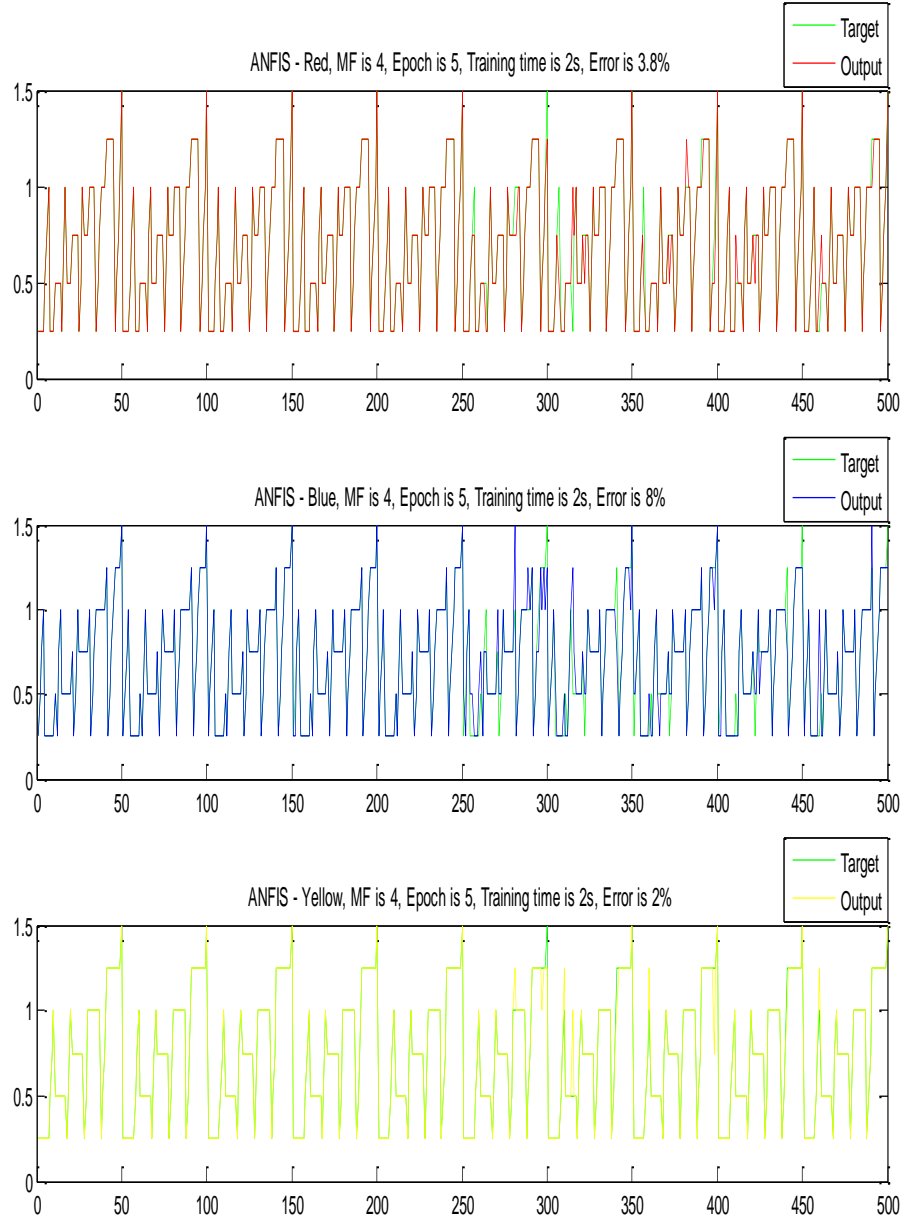 Target
Output
ANFIS - Red, MF is 4, Epoch is 5, Training time is 2s, Error is 3.8%
1.5
1
0.5
0
0 50 100 150 200 250 300 350 400 450 500
Target
Output
ANFIS - Blue, MF is 4, Epoch is 5, Training time is 2s, Error is 8%
1.5
1
0.5
0
0 50 100 150 200 250 300 350 400 450 500
Target
Output
ANFIS - Yellow, MF is 4, Epoch is 5, Training time is 2s, Error is 2%
1.5
1
0.5
0
0 50 100 150 200 250 300 350 400 450 500